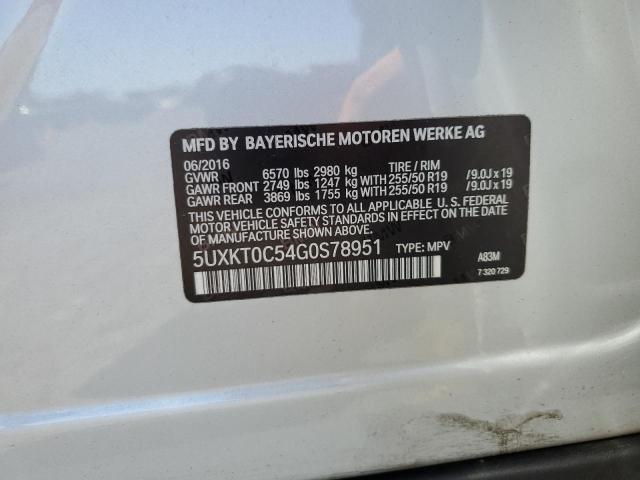 MFD BY BAYERISCHE MOTOREN WERKE AG
06/2016
GVWR 6570 lbs 2980 kg TIRE / RIM
GAWR FRONT 2749 lbs 1247 kg WITH 255/50 R19 /9.0J x 19
GAWR REAR 3869 lbs 1755 kg WITH 255/50 R19 /9.0J x 19
THIS VEHICLE CONFORMS TO ALL APPLICABLE U.S. FEDERAL
MOTOR VEHICLE SAFETY STANDARDS IN EFFECT ON THE DATE
OF MANUFACTURE SHOWN ABOVE.
5UXKT0C54G0S78951 TYPE: MPV
A83M
7 320 729